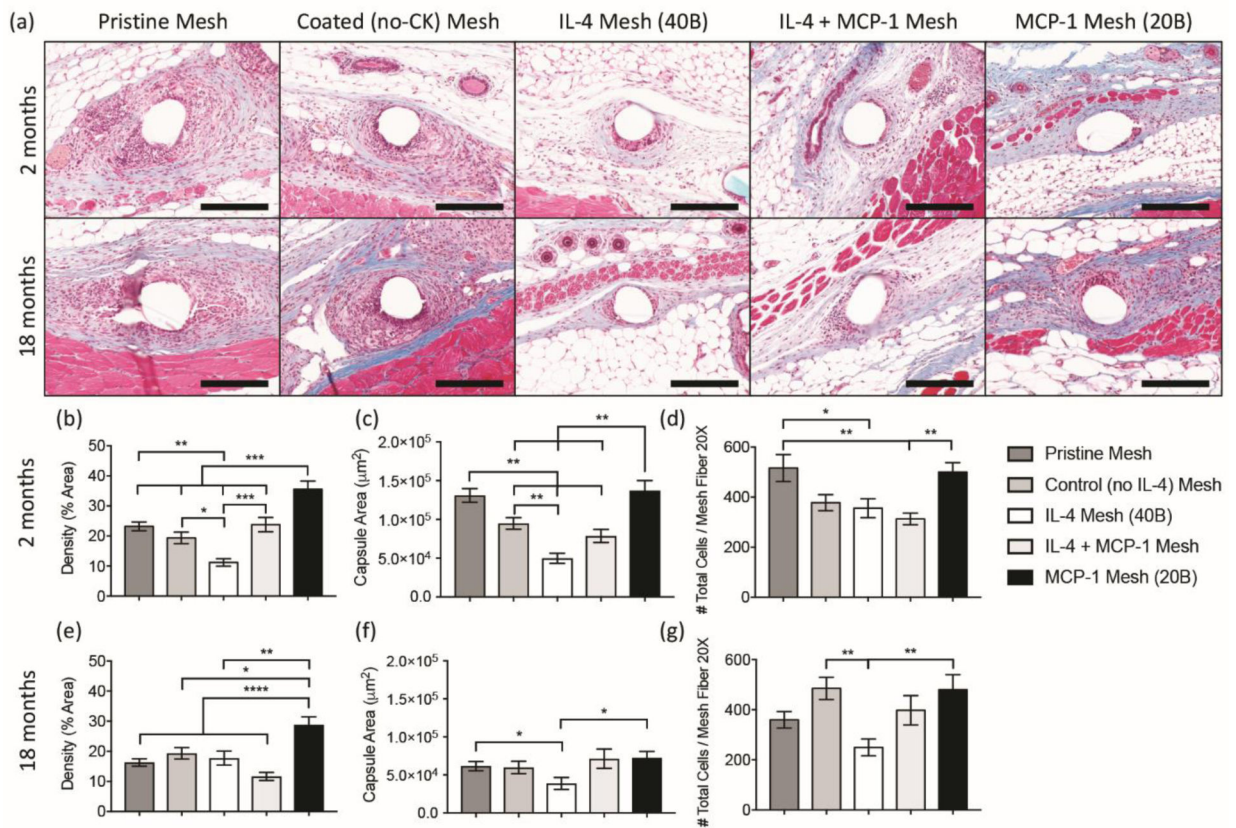 (a) Pristine Mesh Coated (no-CK) Mesh IL-4 Mesh (40B) IL-4 + MCP-1 Mesh MCP-1 Mesh (20B)
2 months
18 months
2 months
(b)
Density (% Area)
50
40
30
20
10
0
**
***
*
***
(c)
Capsule Area (μm²)
2.0×10⁵
1.5×10⁵
1.0×10⁵
5.0×10⁴
0.0
**
**
**
(d)
# Total Cells / Mesh Fiber 20X
600
400
200
0
*
**
**
Pristine Mesh
Control (no IL-4) Mesh
IL-4 Mesh (40B)
IL-4 + MCP-1 Mesh
MCP-1 Mesh (20B)
18 months
(e)
Density (% Area)
50
40
30
20
10
0
**
*
****
(f)
Capsule Area (μm²)
2.0×10⁵
1.5×10⁵
1.0×10⁵
5.0×10⁴
0.0
*
*
(g)
# Total Cells / Mesh Fiber 20X
600
400
200
0
**
**